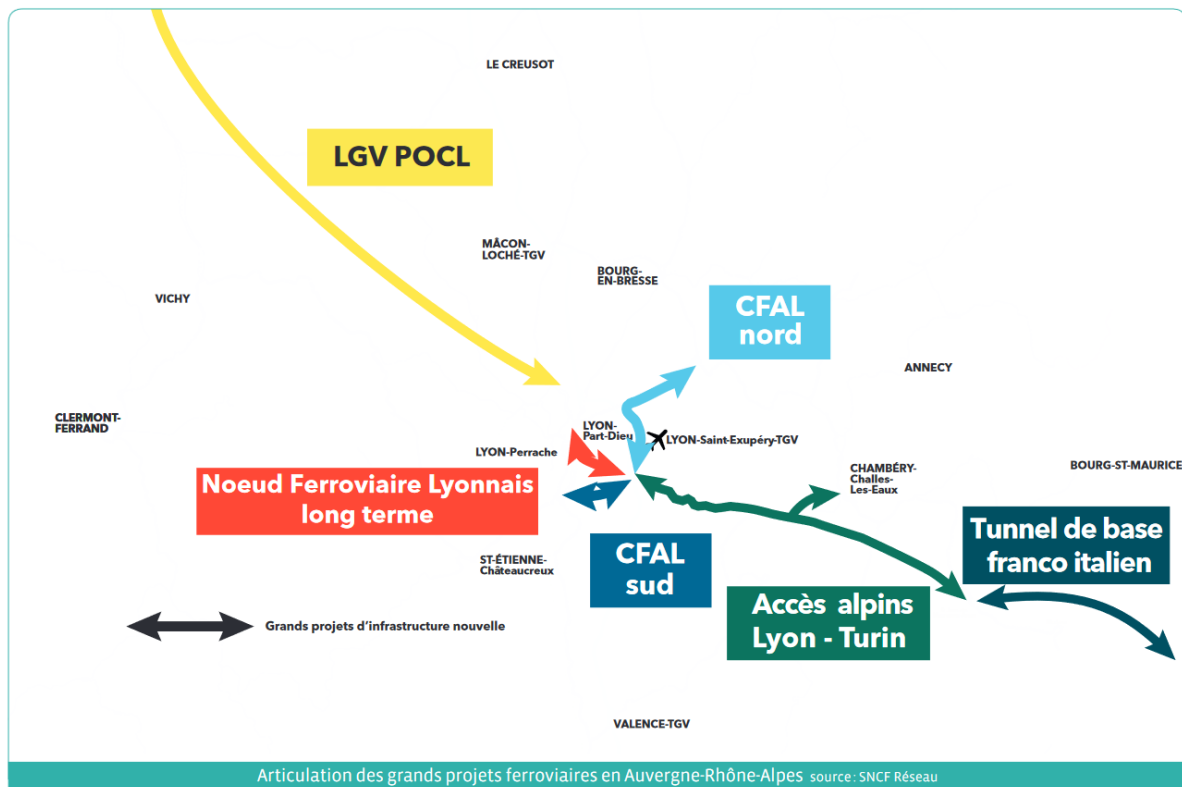 LE CREUSOT
LGV POCL
MÂCON-
LOCHÉ-TGV
BOURG-
EN-BRESSE
VICHY
CFAL
nord
ANNECY
CLERMONT-
FERRAND
LYON-
Part-Dieu
LYON-Saint-Exupéry-TGV
LYON-Perrache
CHAMBÉRY-
Challes-
Les-Eaux
BOURG-ST-MAURICE
Noeud Ferroviaire Lyonnais
long terme
Tunnel de base
franco italien
ST-ÉTIENNE-
Châteaucreux
CFAL
sud
Accès alpins
Lyon - Turin
Grands projets d'infrastructure nouvelle
VALENCE-TGV
Articulation des grands projets ferroviaires en Auvergne-Rhône-Alpes source : SNCF Réseau